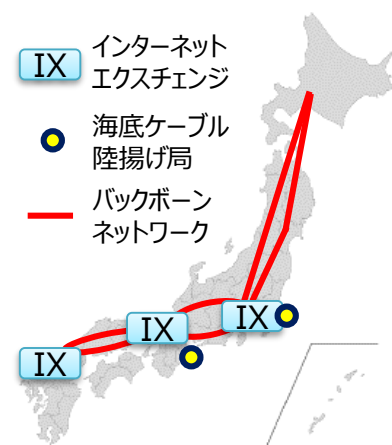 IX
インターネット
エクスチェンジ
海底ケーブル
陸揚げ局
バックボーン
ネットワーク
IX
IX
IX